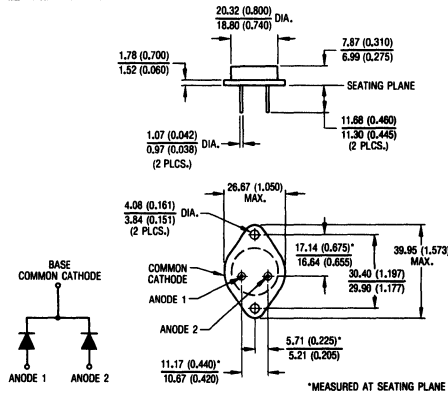 20.32 (0.800)
18.80 (0.740) DIA.
1.78 (0.700)
1.52 (0.060)
7.87 (0.310)
6.99 (0.275)
SEATING PLANE
11.68 (0.460)
11.30 (0.445)
(2 PLCS.)
1.07 (0.042)
0.97 (0.038) DIA.
(2 PLCS.)
26.67 (1.050)
MAX.
4.08 (0.161)
3.84 (0.151) DIA.
(2 PLCS.)
17.14 (0.675)*
16.64 (0.655)
39.95 (1.573)
MAX.
30.40 (1.197)
29.90 (1.177)
COMMON
CATHODE
ANODE 1
ANODE 2
BASE
COMMON CATHODE
ANODE 1 ANODE 2
5.71 (0.225)*
5.21 (0.205)
11.17 (0.440)*
10.67 (0.420)
*MEASURED AT SEATING PLANE